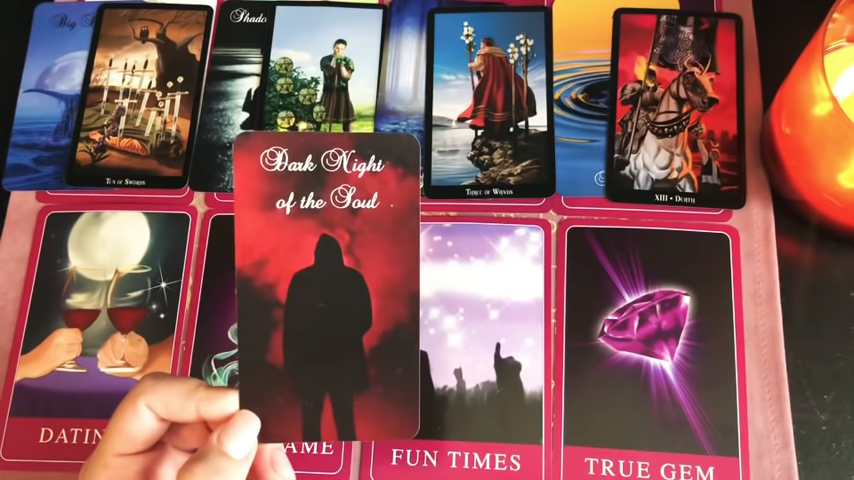 Big
Shado
TEN OF SWORDS
THREE OF WANDS
XIII • DEATH
Dark Night
of the Soul
DATIN
AME
FUN TIMES
TRUE GEM